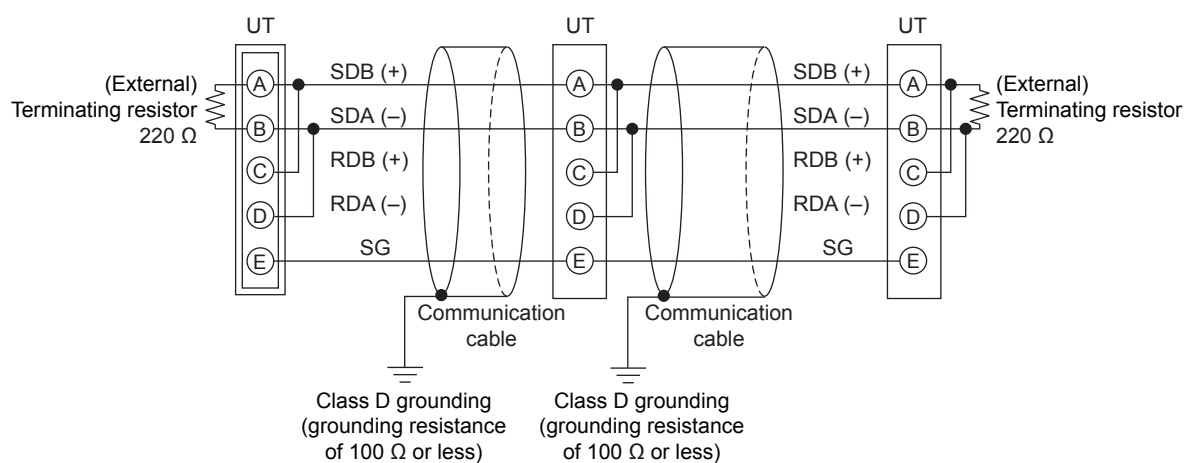 UT
UT
UT
(External)
Terminating resistor
220 Ω
A
B
C
D
E
SDB (+)
SDA (–)
RDB (+)
RDA (–)
SG
Communication
cable
Class D grounding
(grounding resistance
of 100 Ω or less)
A
B
C
D
E
Communication
cable
Class D grounding
(grounding resistance
of 100 Ω or less)
SDB (+)
SDA (–)
RDB (+)
RDA (–)
SG
A
B
C
D
E
(External)
Terminating resistor
220 Ω